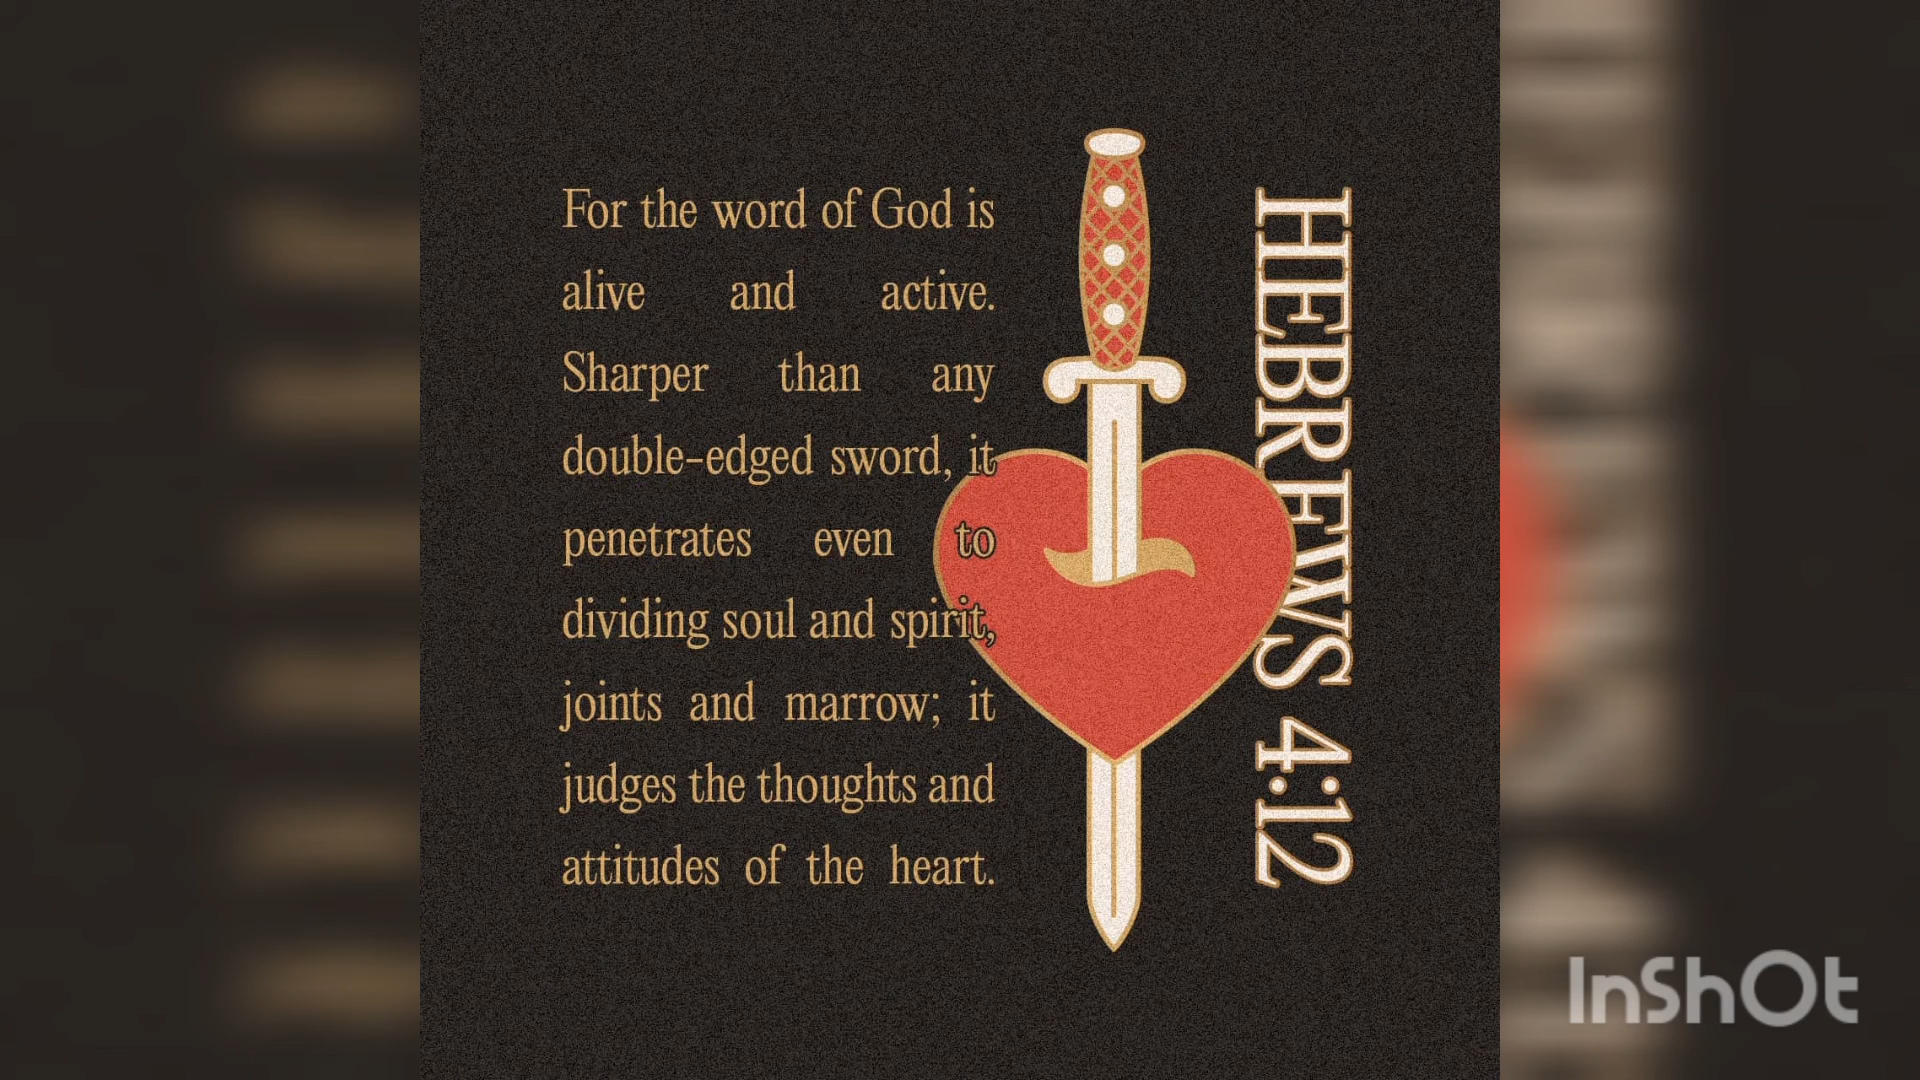 For the word of God is
alive and active.
Sharper than any
double-edged sword, it
penetrates even to
dividing soul and spirit,
joints and marrow; it
judges the thoughts and
attitudes of the heart.
HEBREWS 4:12
InShOt